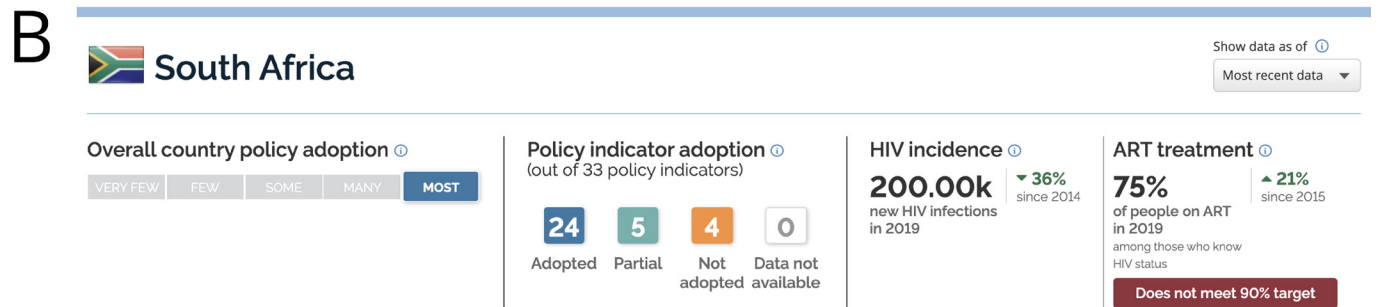 B
South Africa
Show data as of
Most recent data
Overall country policy adoption
VERY FEW FEW SOME MANY MOST
Policy indicator adoption
(out of 33 policy indicators)
24 5 4 0
Adopted Partial Not adopted Data not available
HIV incidence
200.00k
new HIV infections
in 2019
36%
since 2014
ART treatment
75%
of people on ART
in 2019
among those who know
HIV status
21%
since 2015
Does not meet 90% target